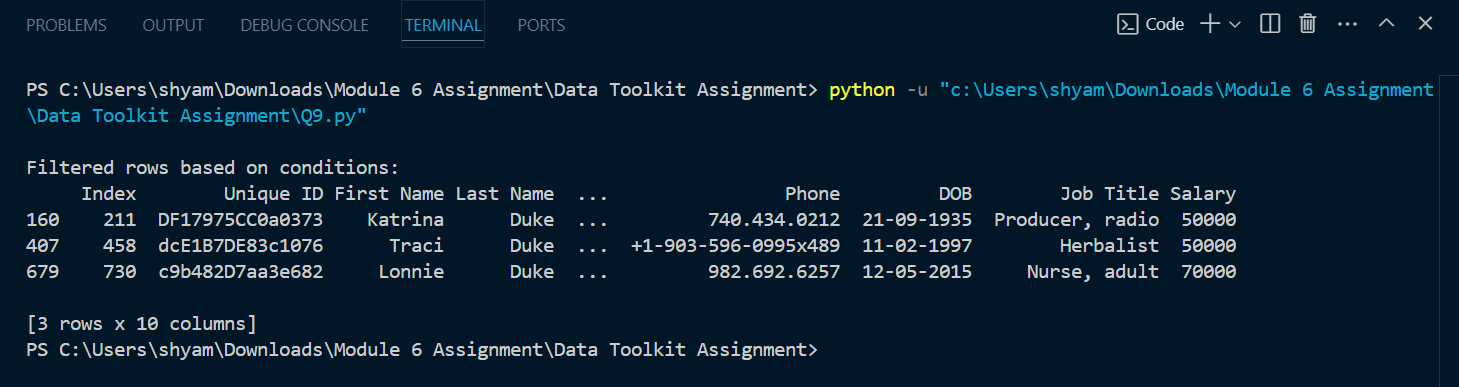 PROBLEMS OUTPUT DEBUG CONSOLE TERMINAL PORTS Code
PS C:\Users\shyam\Downloads\Module 6 Assignment\Data Toolkit Assignment> python -u "c:\Users\shyam\Downloads\Module 6 Assignment
\Data Toolkit Assignment\Q9.py"
Filtered rows based on conditions:
Index Unique ID First Name Last Name ... Phone DOB Job Title Salary
160 211 DF17975CC0a0373 Katrina Duke ... 740.434.0212 21-09-1935 Producer, radio 50000
407 458 dcE1B7DE83c1076 Traci Duke ... +1-903-596-0995x489 11-02-1997 Herbalist 50000
679 730 c9b482D7aa3e682 Lonnie Duke ... 982.692.6257 12-05-2015 Nurse, adult 70000
[3 rows x 10 columns]
PS C:\Users\shyam\Downloads\Module 6 Assignment\Data Toolkit Assignment>